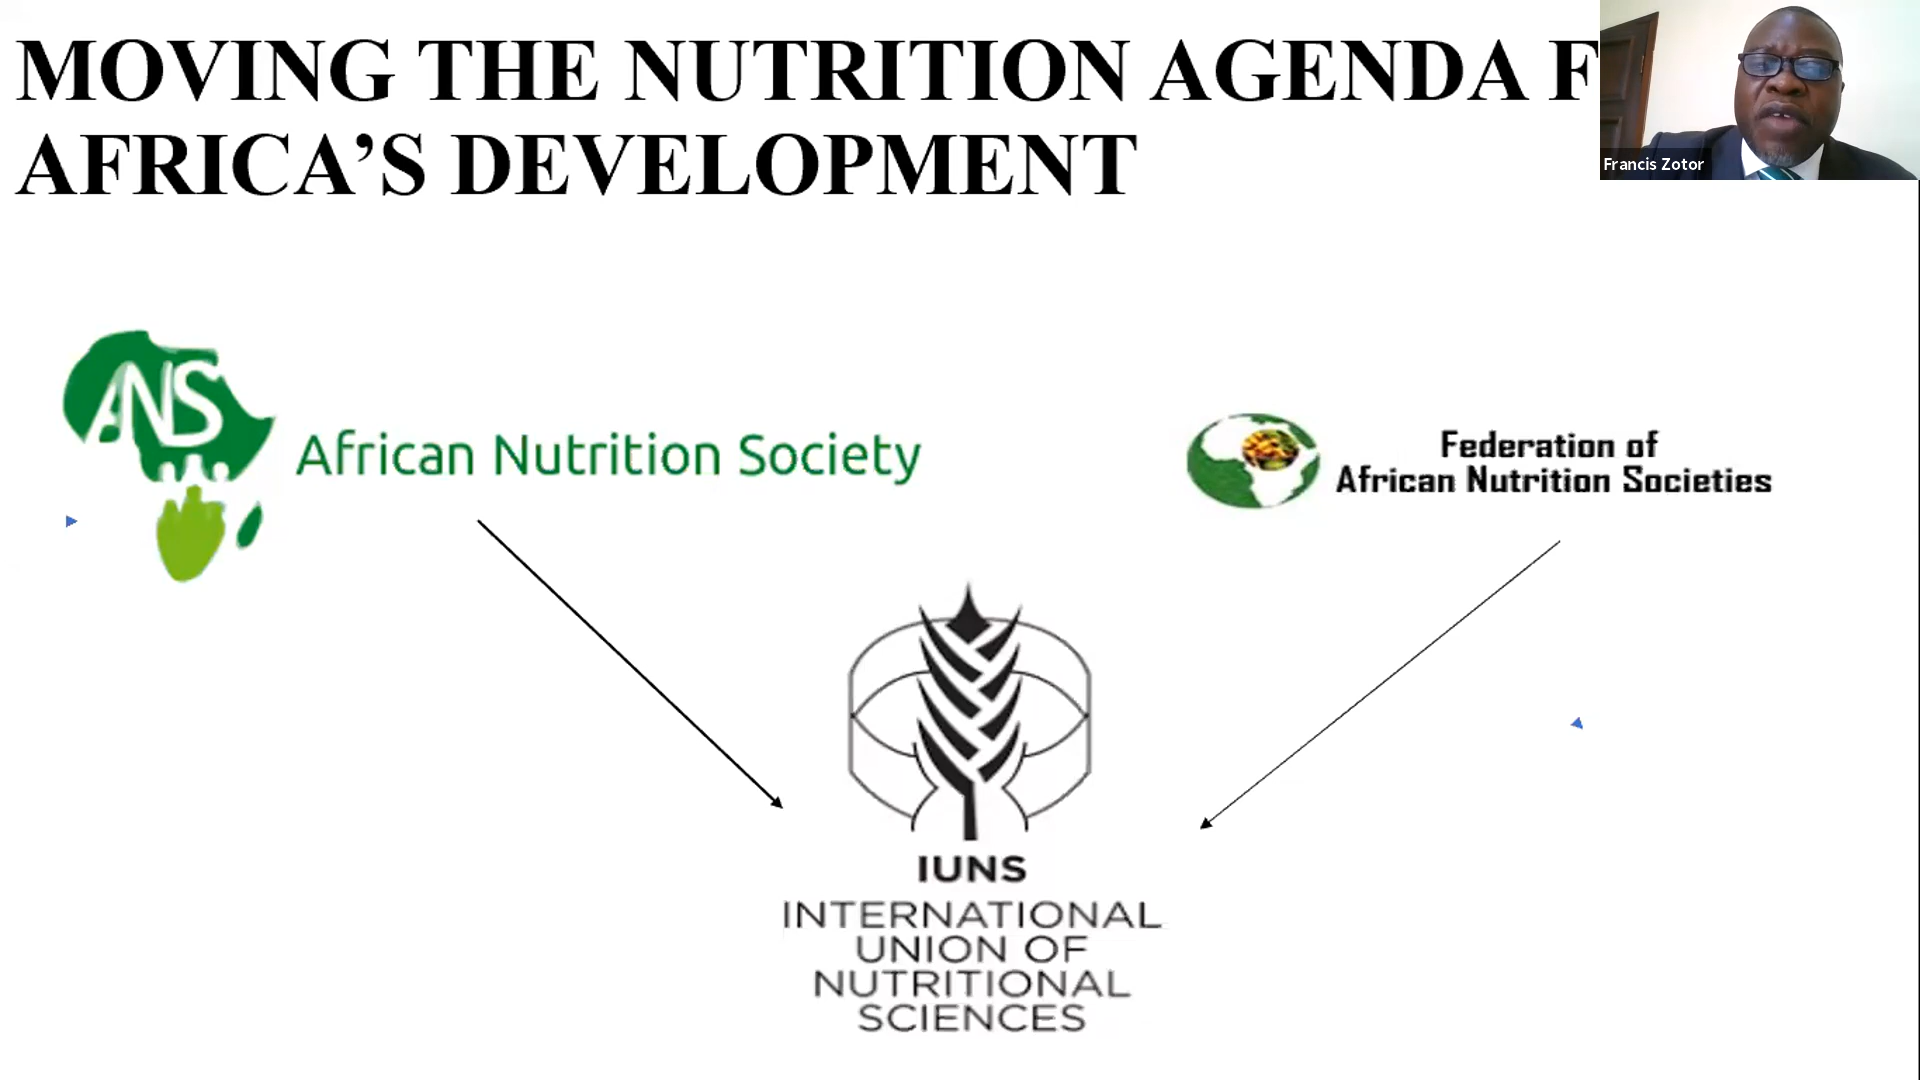 MOVING THE NUTRITION AGENDA F
AFRICA’S DEVELOPMENT
Francis Zotor
ANS
African Nutrition Society
Federation of
African Nutrition Societies
IUNS
INTERNATIONAL
UNION OF
NUTRITIONAL
SCIENCES